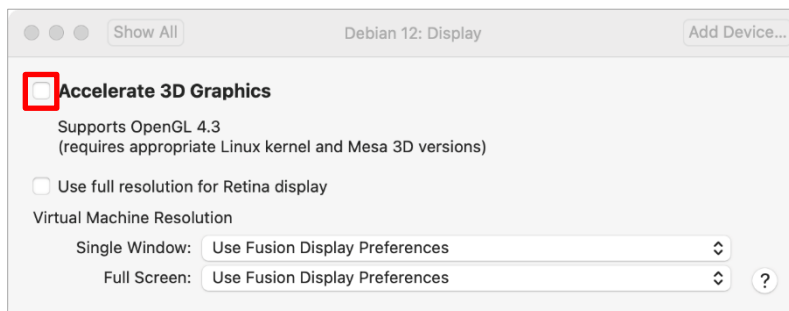 Show All
Debian 12: Display
Add Device...
Accelerate 3D Graphics
Supports OpenGL 4.3
(requires appropriate Linux kernel and Mesa 3D versions)
Use full resolution for Retina display
Virtual Machine Resolution
Single Window: Use Fusion Display Preferences
Full Screen: Use Fusion Display Preferences
?